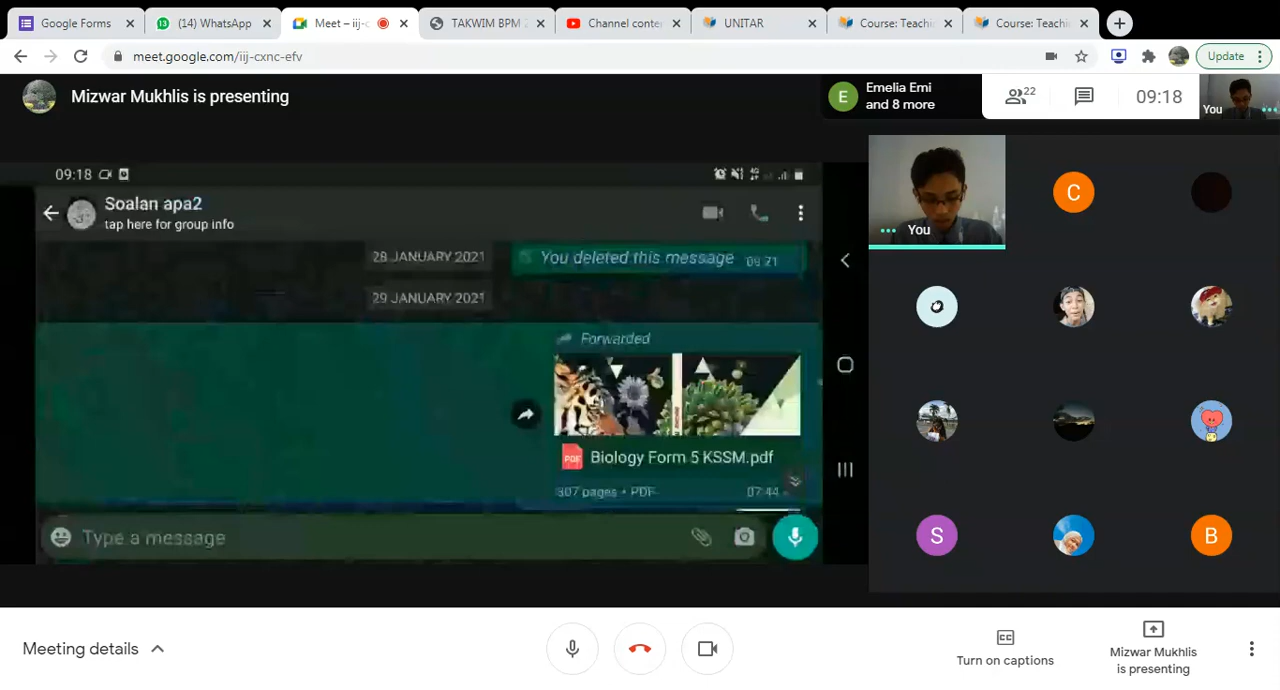 Google Forms
(14) WhatsApp
Meet – iij-c
TAKWIM BPM 2
Channel conte
UNITAR
Course: Teachi
Course: Teachi
meet.google.com/iij-cxnc-efv
Update
Mizwar Mukhlis is presenting
E
Emelia Emi
and 8 more
22
09:18
You
09:18
Soalan apa2
tap here for group info
28 JANUARY 2021
You deleted this message 09:21
29 JANUARY 2021
Forwarded
PDF Biology Form 5 KSSM.pdf
307 pages • PDF 07:44
Type a message
You
C
S
B
Meeting details
CC
Turn on captions
Mizwar Mukhlis
is presenting